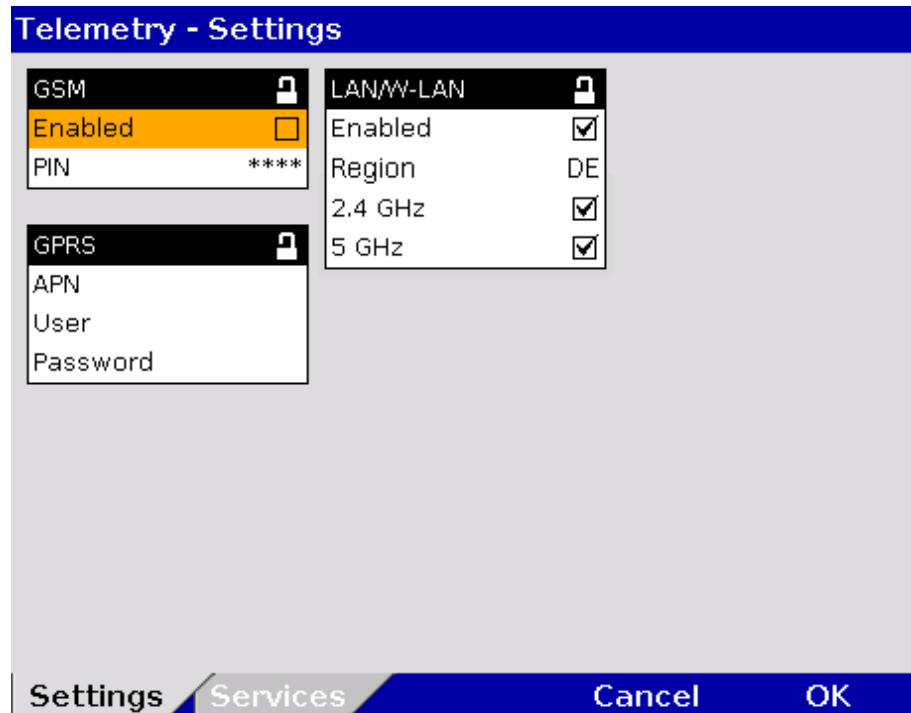 Telemetry - Settings
GSM
Enabled
PIN ****
GPRS
APN
User
Password
LAN/W-LAN
Enabled
Region DE
2.4 GHz
5 GHz
Settings Services Cancel OK